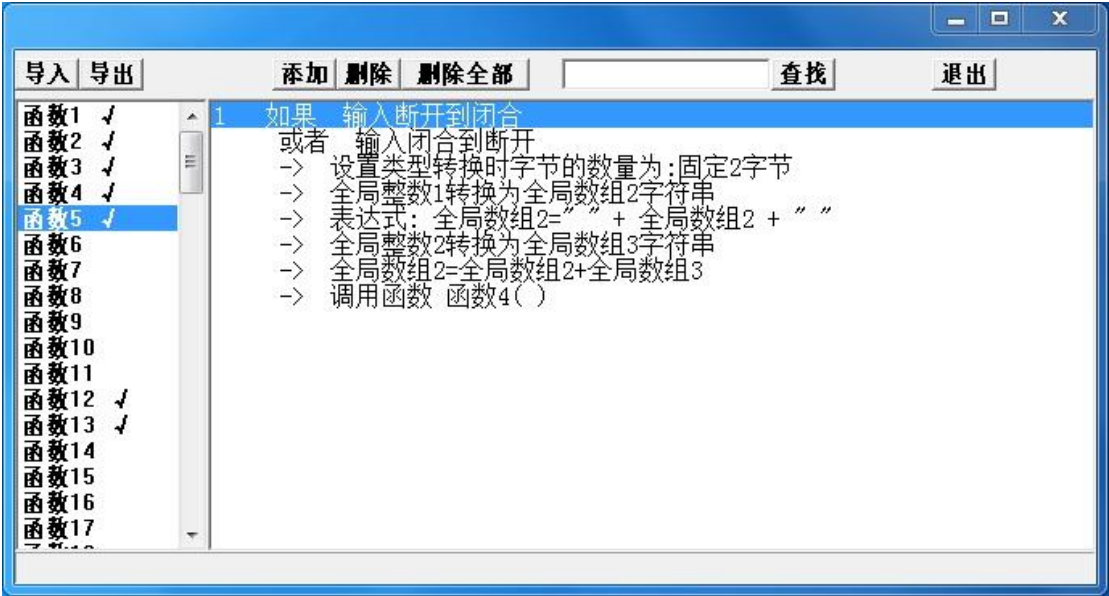 导入 导出 添加 删除 删除全部 查找 退出
函数1 √
函数2 √
函数3 √
函数4 √
函数5 √
函数6
函数7
函数8
函数9
函数10
函数11
函数12 √
函数13 √
函数14
函数15
函数16
函数17
1 如果 输入断开到闭合
或者 输入闭合到断开
-> 设置类型转换时字节的数量为:固定2字节
-> 全局整数1转换为全局数组2字符串
-> 表达式: 全局数组2=" " + 全局数组2 + " "
-> 全局整数2转换为全局数组3字符串
-> 全局数组2=全局数组2+全局数组3
-> 调用函数 函数4( )